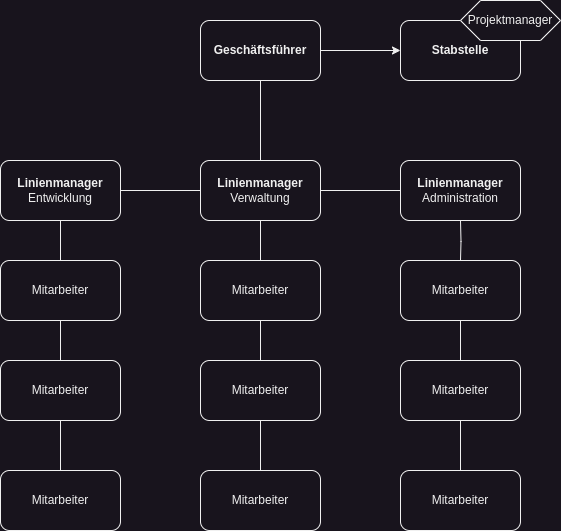 Projektmanager
Geschäftsführer
Stabstelle
Linienmanager
Entwicklung
Linienmanager
Verwaltung
Linienmanager
Administration
Mitarbeiter
Mitarbeiter
Mitarbeiter
Mitarbeiter
Mitarbeiter
Mitarbeiter
Mitarbeiter
Mitarbeiter
Mitarbeiter